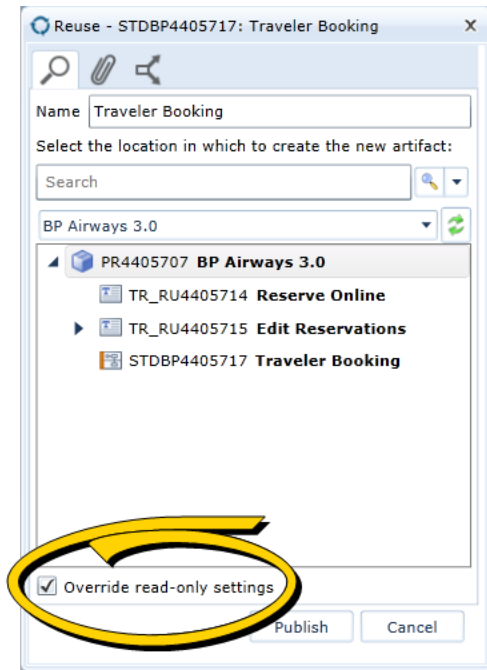 Reuse - STDBP4405717: Traveler Booking X
Name Traveler Booking
Select the location in which to create the new artifact:
Search
BP Airways 3.0
PR4405707 BP Airways 3.0
TR_RU4405714 Reserve Online
TR_RU4405715 Edit Reservations
STDBP4405717 Traveler Booking
Override read-only settings
Publish Cancel